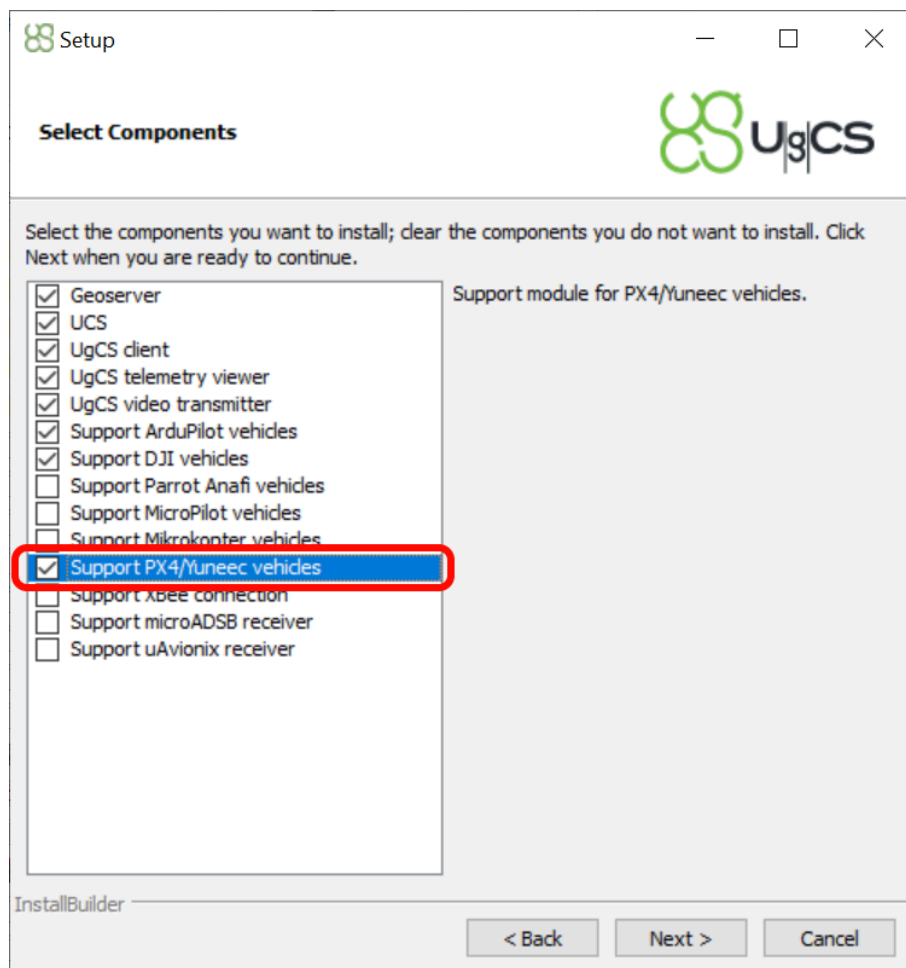 Setup
Select Components
UgCS
Select the components you want to install; clear the components you do not want to install. Click
Next when you are ready to continue.
Geoserver
UCS
UgCS client
UgCS telemetry viewer
UgCS video transmitter
Support ArduPilot vehicles
Support DJI vehicles
Support Parrot Anafi vehicles
Support MicroPilot vehicles
Support Mikrokopter vehicles
Support PX4/Yuneec vehicles
Support XBee connection
Support microADSB receiver
Support uAvionix receiver
Support module for PX4/Yuneec vehicles.
InstallBuilder
< Back
Next >
Cancel